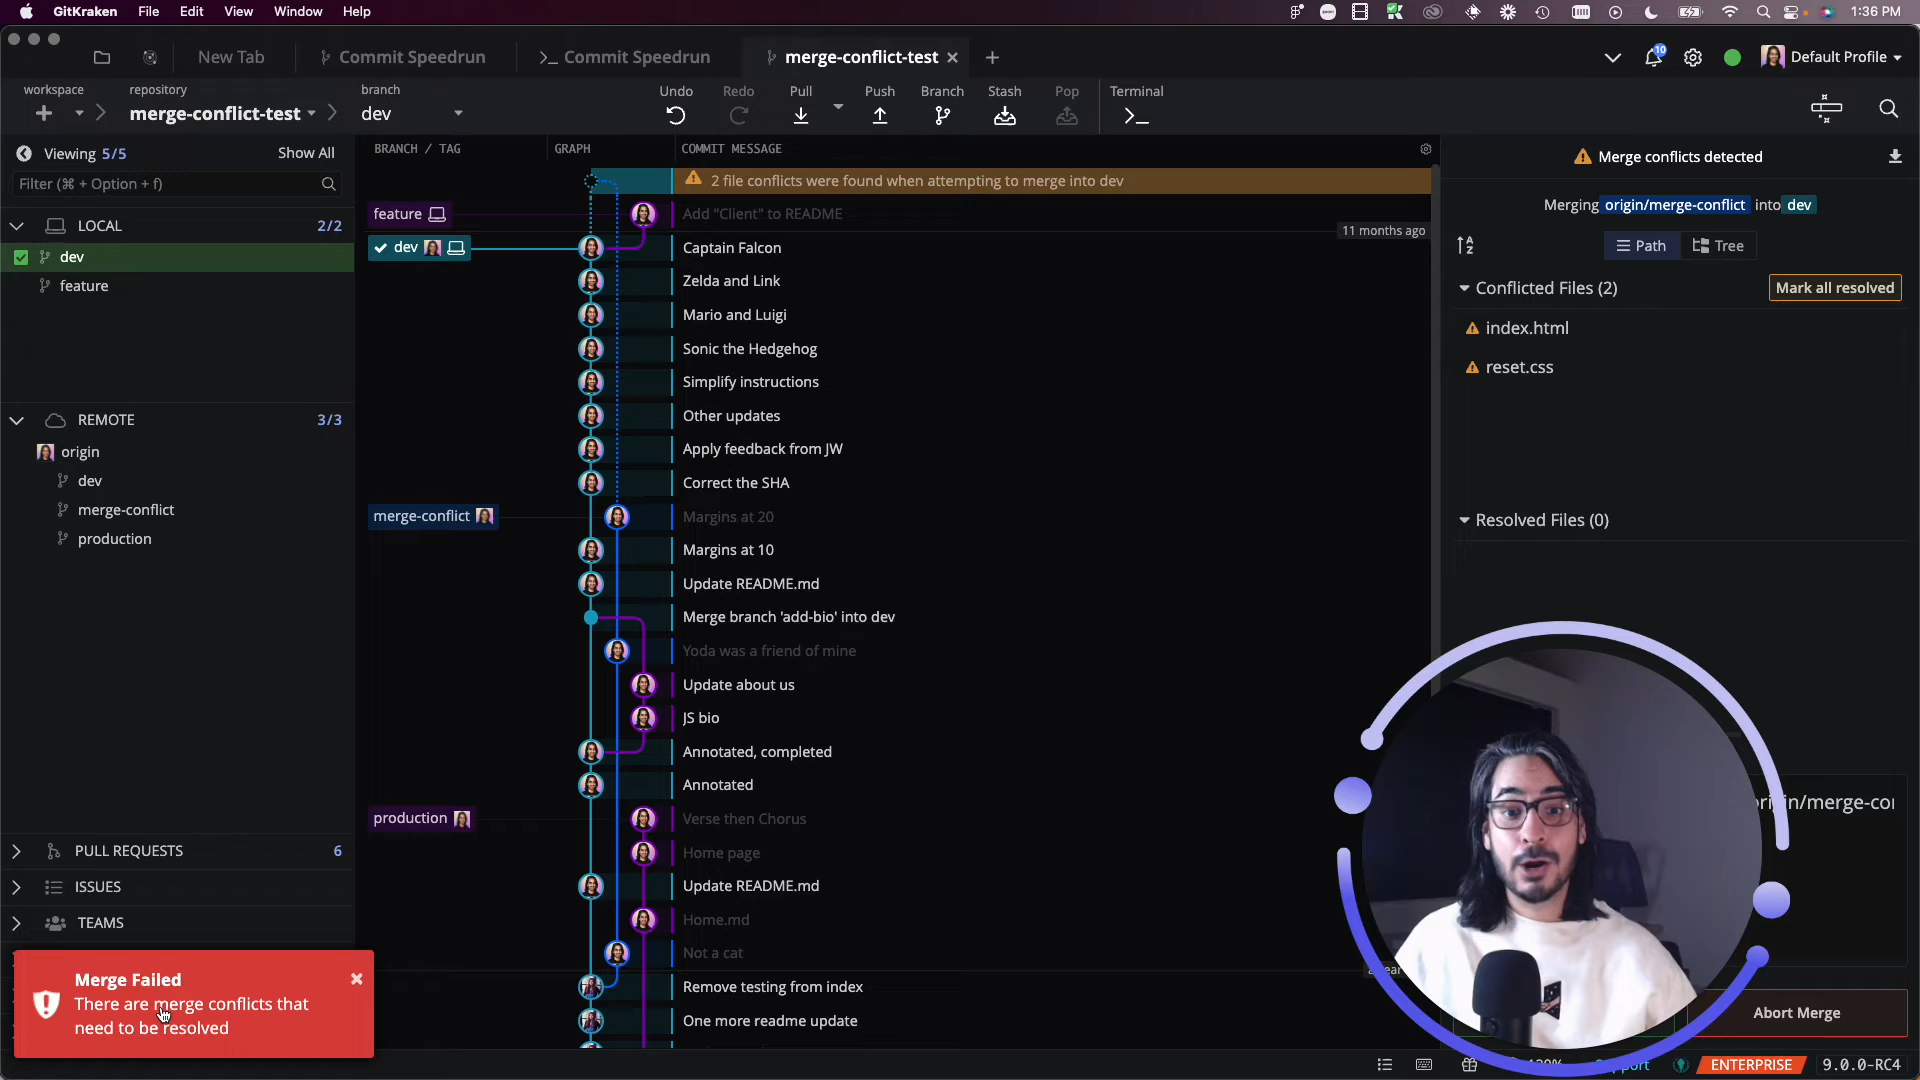 GitKraken File Edit View Window Help 1:36 PM
New Tab Commit Speedrun Commit Speedrun merge-conflict-test 10 Default Profile
workspace repository branch Undo Redo Pull Push Branch Stash Pop Terminal
merge-conflict-test dev
Viewing 5/5 Show All
Filter (⌘ + Option + f)
LOCAL 2/2
dev
feature
REMOTE 3/3
origin
dev
merge-conflict
production
PULL REQUESTS 6
ISSUES
TEAMS
Merge Failed
There are merge conflicts that
need to be resolved
BRANCH / TAG GRAPH COMMIT MESSAGE
2 file conflicts were found when attempting to merge into dev
feature Add "Client" to README
11 months ago
dev Captain Falcon
Zelda and Link
Mario and Luigi
Sonic the Hedgehog
Simplify instructions
Other updates
Apply feedback from JW
Correct the SHA
merge-conflict Margins at 20
Margins at 10
Update README.md
Merge branch 'add-bio' into dev
Yoda was a friend of mine
Update about us
JS bio
Annotated, completed
Annotated
production Verse then Chorus
Home page
Update README.md
Home.md
Not a cat
Remove testing from index
One more readme update
Merge conflicts detected
Merging origin/merge-conflict into dev
Path Tree
Conflicted Files (2) Mark all resolved
index.html
reset.css
Resolved Files (0)
Abort Merge
ENTERPRISE 9.0.0-RC4